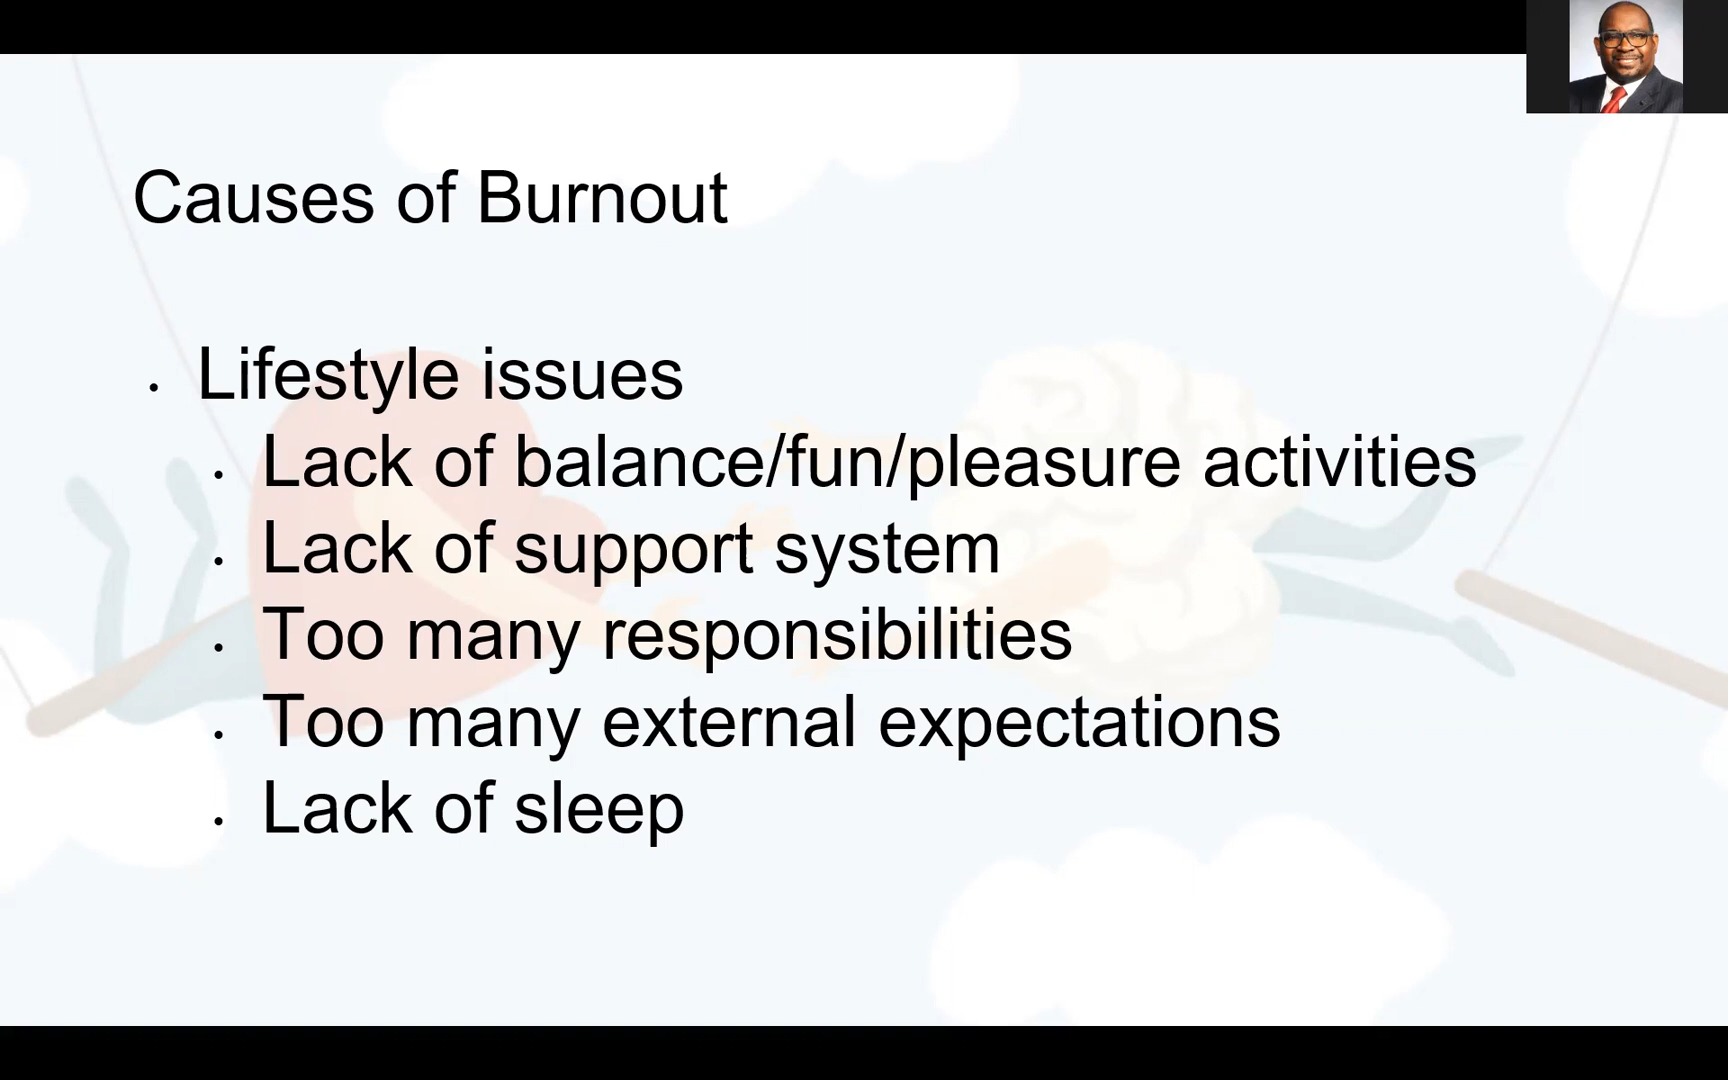 Causes of Burnout
• Lifestyle issues
• Lack of balance/fun/pleasure activities
• Lack of support system
• Too many responsibilities
• Too many external expectations
• Lack of sleep